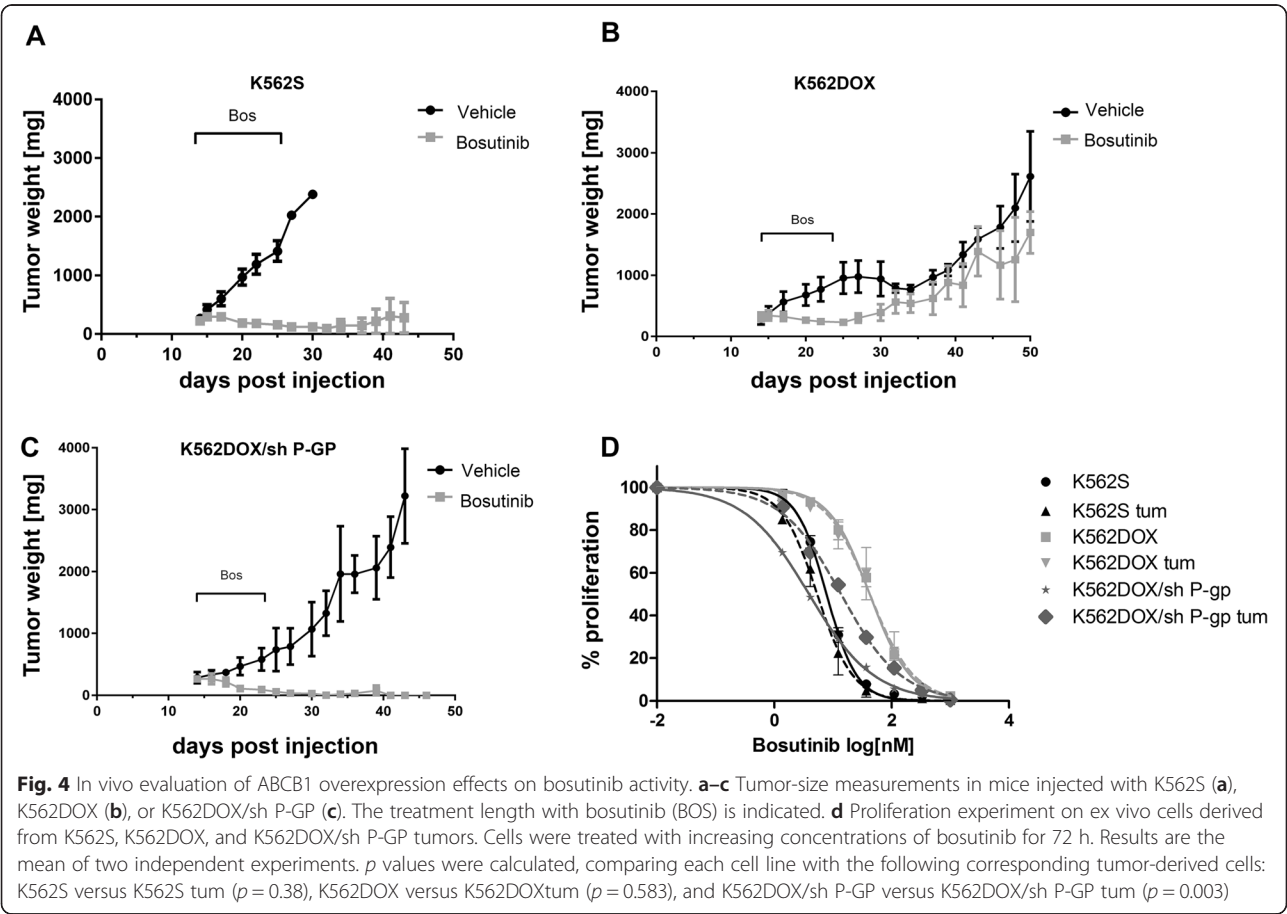 A
K562S
4000
3000
2000
1000
0
Tumor weight [mg]
Bos
Vehicle
Bosutinib
0 10 20 30 40 50
days post injection
B
K562DOX
4000
3000
2000
1000
0
Tumor weight [mg]
Bos
Vehicle
Bosutinib
0 10 20 30 40 50
days post injection
C
K562DOX/sh P-GP
4000
3000
2000
1000
0
Tumor weight [mg]
Bos
Vehicle
Bosutinib
0 10 20 30 40 50
days post injection
D
100
80
60
40
20
0
% proliferation
-2 0 2 4
Bosutinib log[nM]
K562S
K562S tum
K562DOX
K562DOX tum
K562DOX/sh P-gp
K562DOX/sh P-gp tum
Fig. 4 In vivo evaluation of ABCB1 overexpression effects on bosutinib activity. a–c Tumor-size measurements in mice injected with K562S (a),
K562DOX (b), or K562DOX/sh P-GP (c). The treatment length with bosutinib (BOS) is indicated. d Proliferation experiment on ex vivo cells derived
from K562S, K562DOX, and K562DOX/sh P-GP tumors. Cells were treated with increasing concentrations of bosutinib for 72 h. Results are the
mean of two independent experiments. p values were calculated, comparing each cell line with the following corresponding tumor-derived cells:
K562S versus K562S tum (p = 0.38), K562DOX versus K562DOXtum (p = 0.583), and K562DOX/sh P-GP versus K562DOX/sh P-GP tum (p = 0.003)